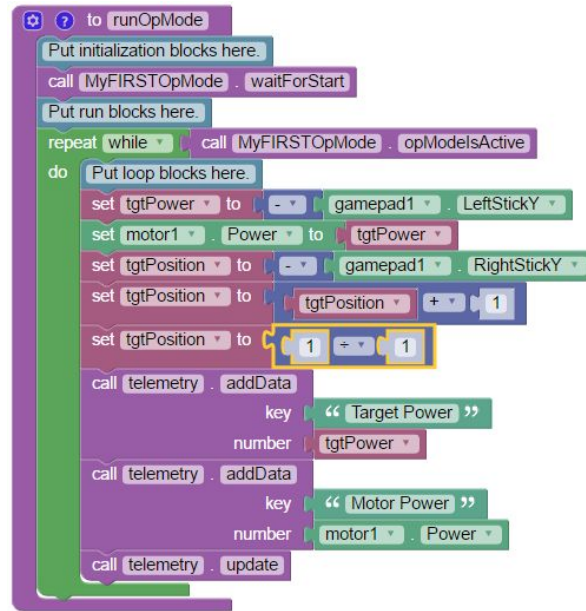 ? to runOpMode
Put initialization blocks here.
call MyFIRSTOpMode . waitForStart
Put run blocks here.
repeat while call MyFIRSTOpMode . opModeIsActive
do Put loop blocks here.
set tgtPower to - gamepad1 . LeftStickY
set motor1 . Power to tgtPower
set tgtPosition to - gamepad1 . RightStickY
set tgtPosition to tgtPosition + 1
set tgtPosition to 1 ÷ 1
call telemetry . addData
key “ Target Power ”
number tgtPower
call telemetry . addData
key “ Motor Power ”
number motor1 . Power
call telemetry . update